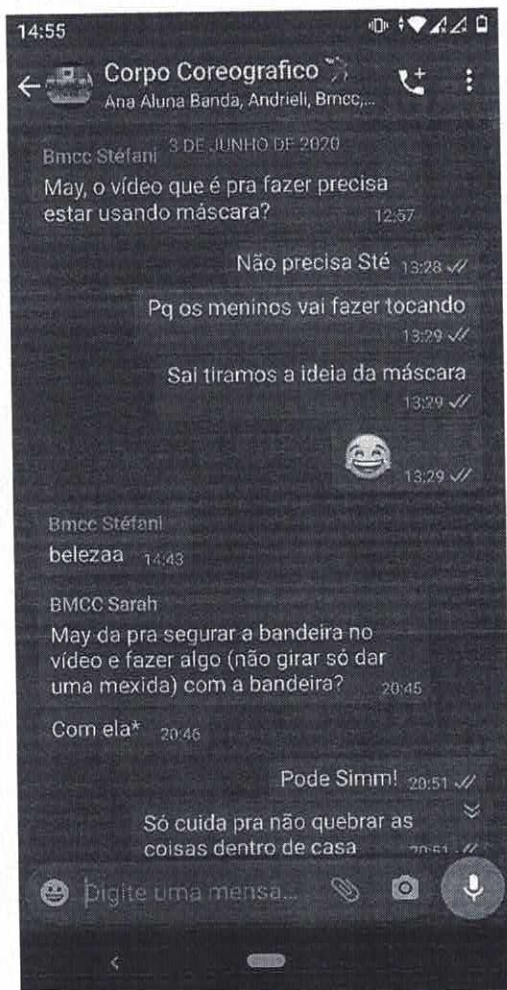 14:55
Corpo Coreografico
Ana Aluna Banda, Andrieli, Bmcc,...
3 DE JUNHO DE 2020
Bmcc Stéfani
May, o vídeo que é pra fazer precisa
estar usando máscara? 12:57
Não precisa Sté 13:28
Pq os meninos vai fazer tocando
13:29
Sai tiramos a ideia da máscara
13:29
13:29
Bmcc Stéfani
belezaa 14:43
BMCC Sarah
May da pra segurar a bandeira no
vídeo e fazer algo (não girar só dar
uma mexida) com a bandeira? 20:45
Com ela* 20:46
Pode Simm! 20:51
Só cuida pra não quebrar as
coisas dentro de casa 20:51
Digite uma mensa...